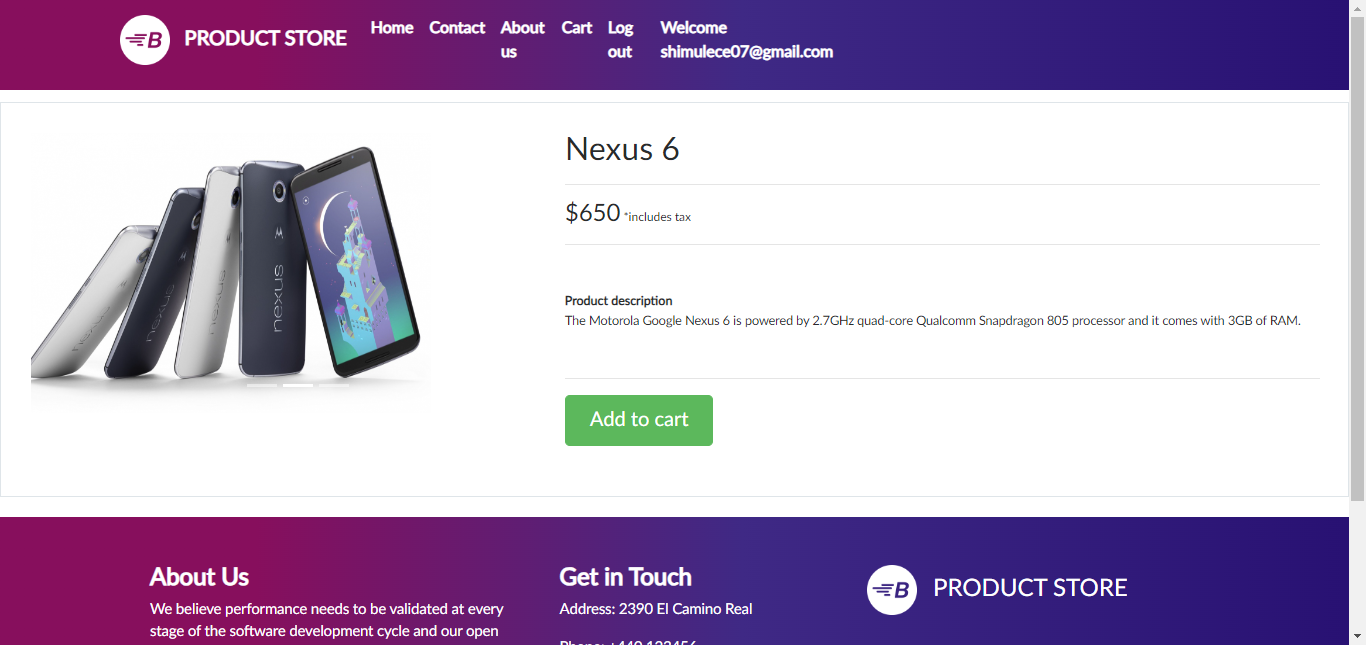 B PRODUCT STORE Home Contact About us Cart Log out Welcome shimulece07@gmail.com
Nexus 6
$650 *includes tax
Product description
The Motorola Google Nexus 6 is powered by 2.7GHz quad-core Qualcomm Snapdragon 805 processor and it comes with 3GB of RAM.
Add to cart
nexus
nexus
nexus
nexus
About Us
We believe performance needs to be validated at every
stage of the software development cycle and our open
Get in Touch
Address: 2390 El Camino Real
B PRODUCT STORE